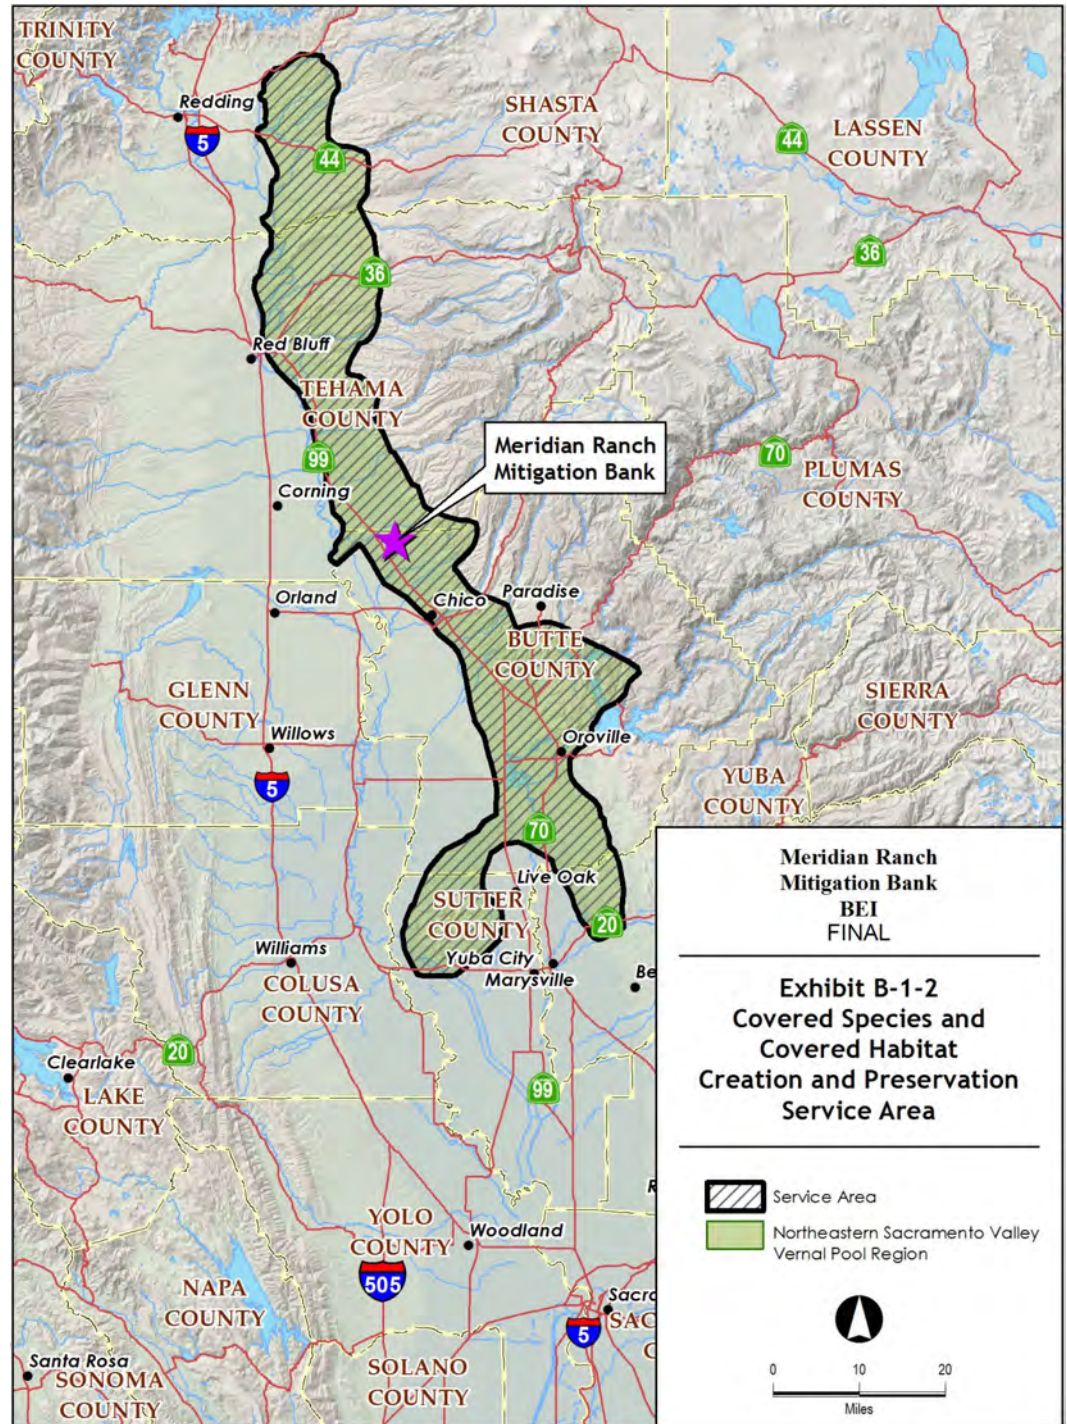 TRINITY
COUNTY
Redding
5
SHASTA
COUNTY
44
44
LASSEN
COUNTY
36
36
Red Bluff
TEHAMA
COUNTY
99
Meridian Ranch
Mitigation Bank
70
PLUMAS
COUNTY
Corning
Orland
Chico
Paradise
BUTTE
COUNTY
GLENN
COUNTY
SIERRA
COUNTY
Willows
Oroville
5
YUBA
COUNTY
70
Live Oak
SUTTER
COUNTY
20
Williams
Yuba City
Marysville
COLUSA
COUNTY
Be
20
Clearlake
LAKE
COUNTY
99
R
YOLO
COUNTY
Woodland
505
NAPA
COUNTY
Sacra
SAC
C
5
Santa Rosa
SONOMA
COUNTY
SOLANO
COUNTY
Meridian Ranch
Mitigation Bank
BEI
FINAL
Exhibit B-1-2
Covered Species and
Covered Habitat
Creation and Preservation
Service Area
Service Area
Northeastern Sacramento Valley
Vernal Pool Region
0 10 20
Miles